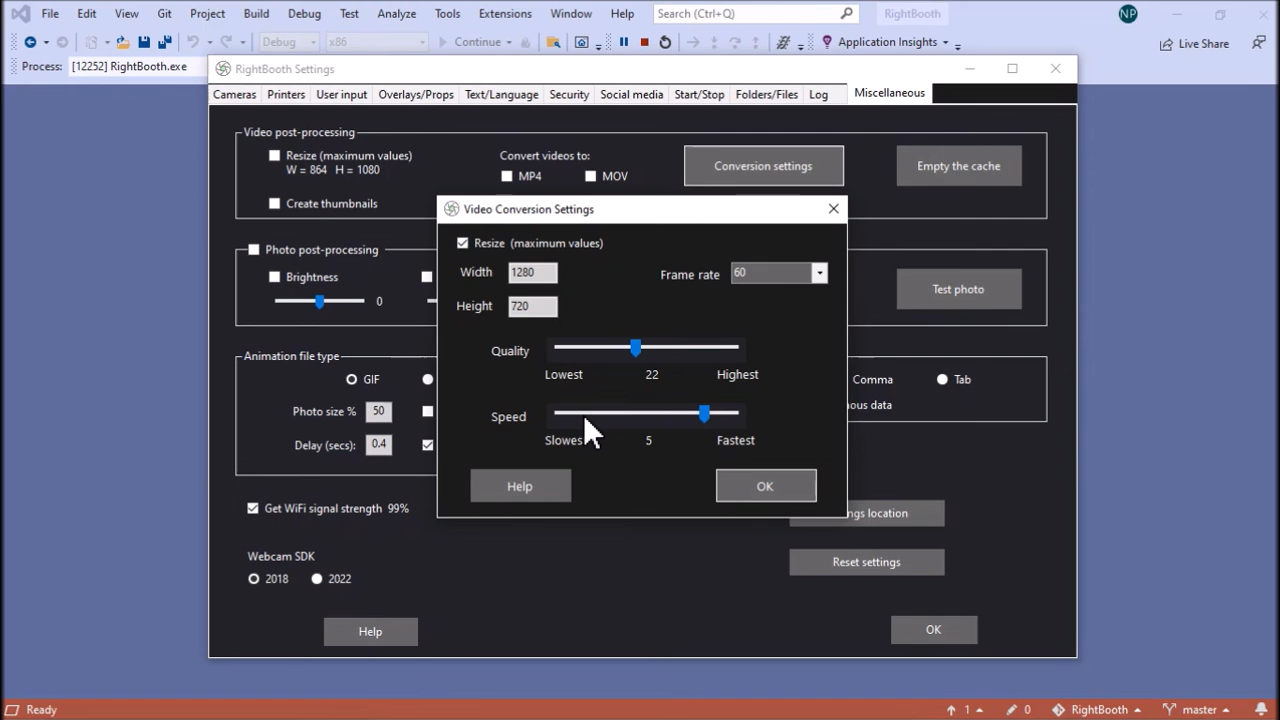 File Edit View Git Project Build Debug Test Analyze Tools Extensions Window Help Search (Ctrl+Q) RightBooth NP
Debug x86 Continue Application Insights Live Share
Process: [12252] RightBooth.exe
RightBooth Settings
Cameras Printers User input Overlays/Props Text/Language Security Social media Start/Stop Folders/Files Log Miscellaneous
Video post-processing
Resize (maximum values)
W = 864 H = 1080
Convert videos to:
MP4 MOV
Conversion settings
Empty the cache
Create thumbnails
Video Conversion Settings
Resize (maximum values)
Width 1280
Frame rate 60
Height 720
Quality
Lowest 22 Highest
Speed
Slowes 5 Fastest
Help OK
Photo post-processing
Brightness
0
Test photo
Animation file type
GIF
Comma Tab
Photo size % 50
ous data
Delay (secs): 0.4
Get WiFi signal strength 99%
ngs location
Webcam SDK
2018 2022
Reset settings
Help OK
Ready 1 0 RightBooth master